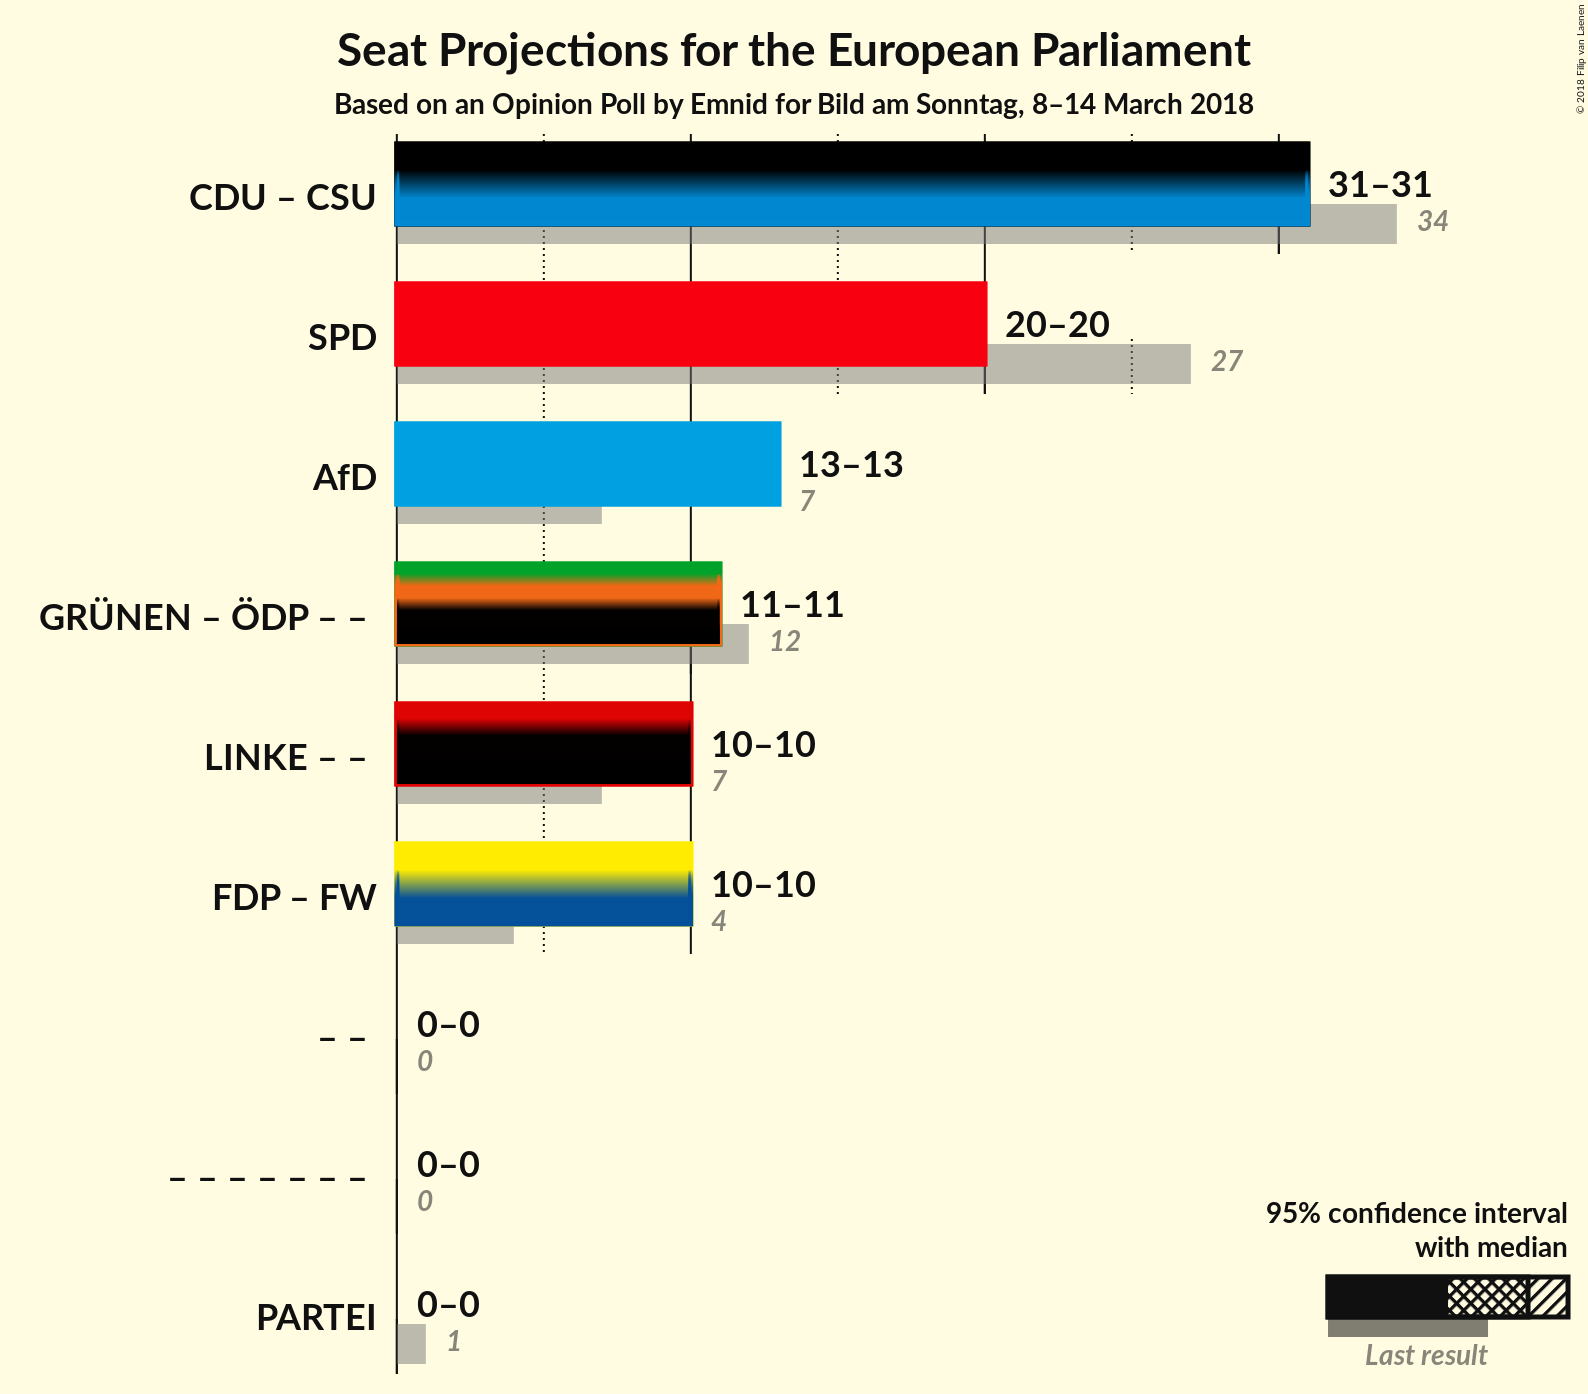 Seat Projections for the European Parliament
Based on an Opinion Poll by Emnid for Bild am Sonntag, 8–14 March 2018
© 2018 Filip van Laenen
CDU – CSU
31–31
34
SPD
20–20
27
AfD
13–13
7
GRÜNEN – ÖDP – –
11–11
12
LINKE – –
10–10
7
FDP – FW
10–10
4
– –
0–0
0
– – – – – – –
0–0
0
PARTEI
0–0
1
95% confidence interval
with median
Last result